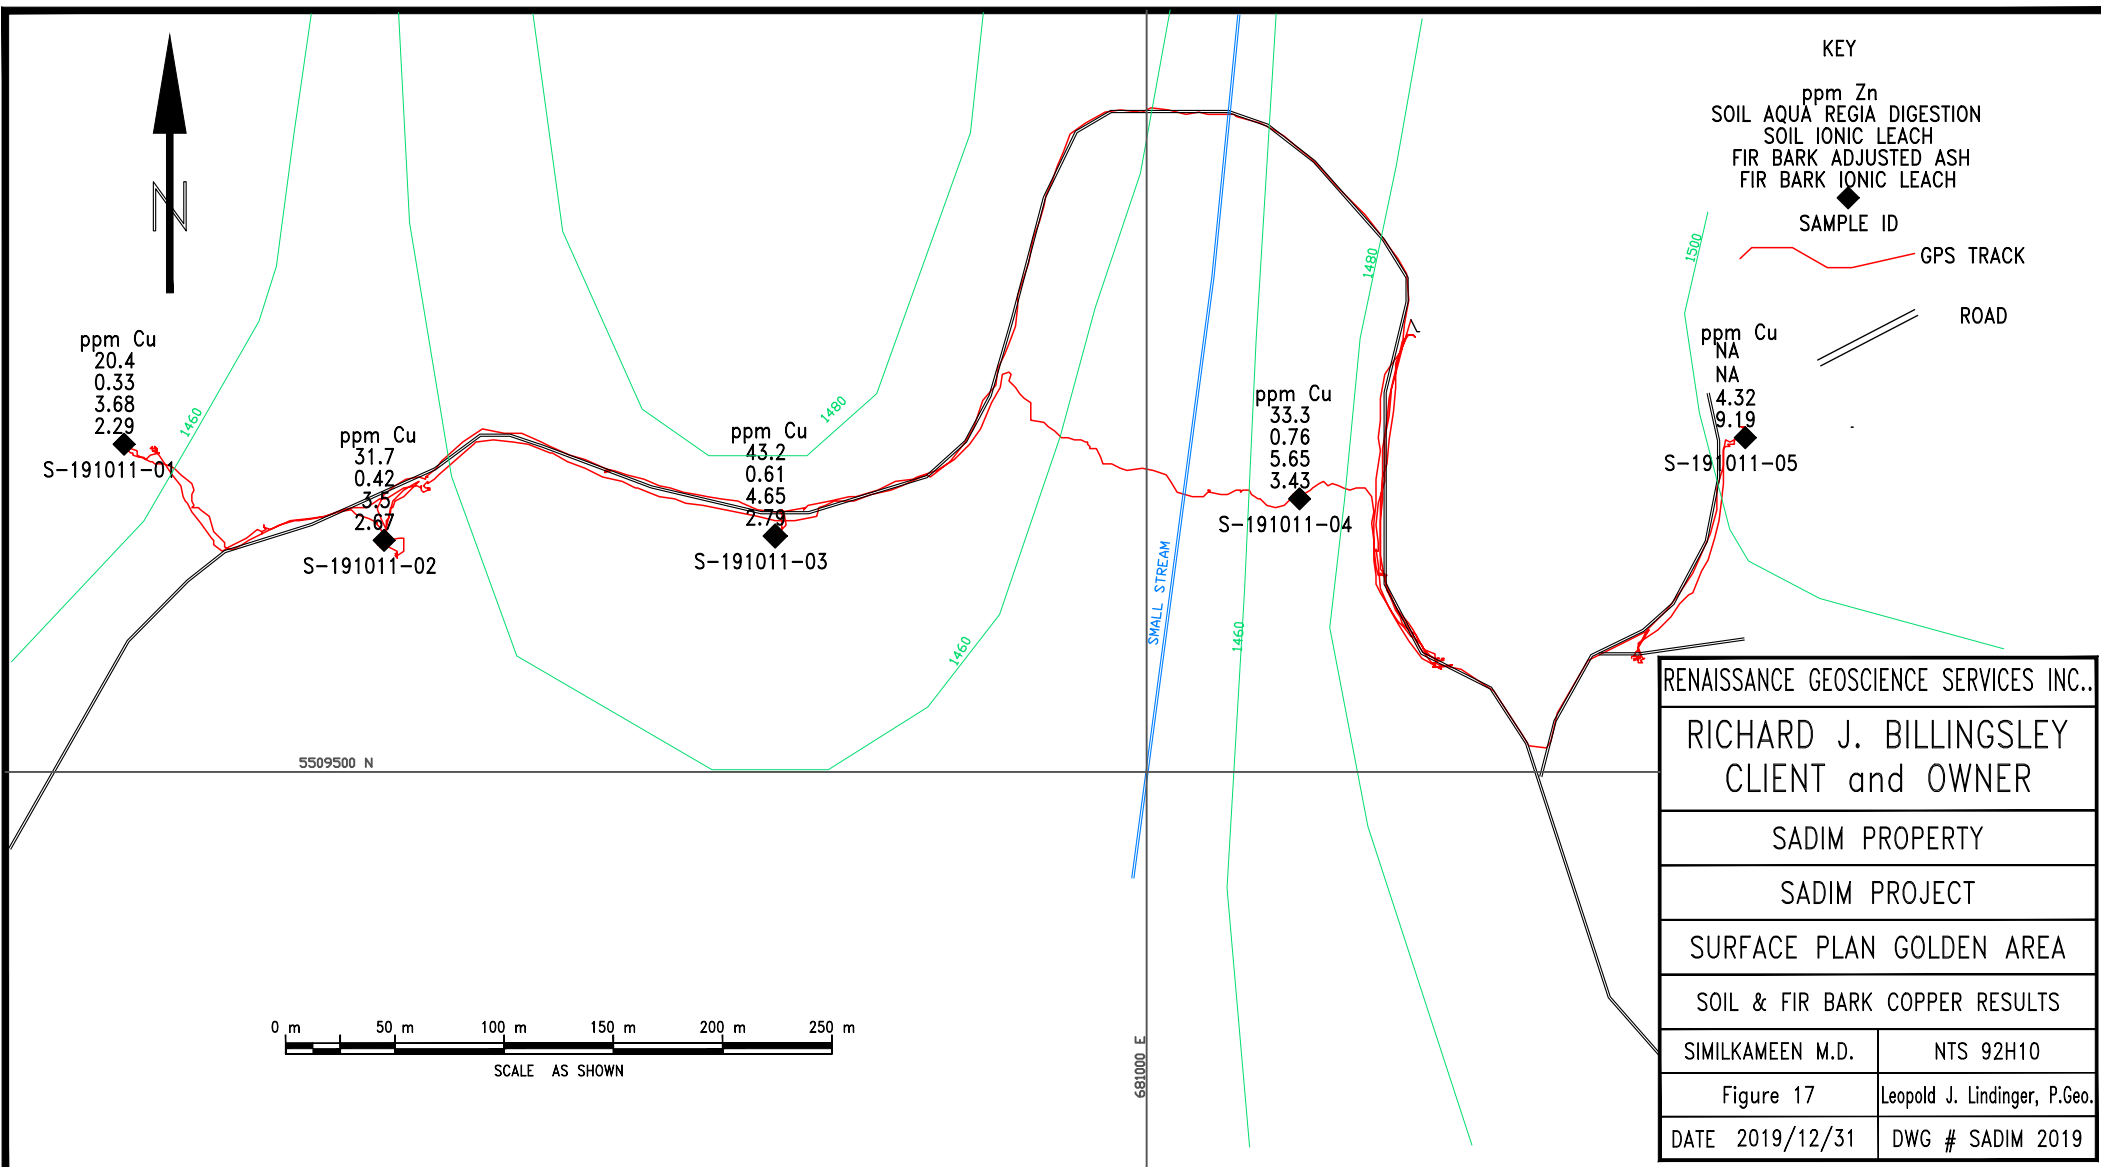 KEY
ppm Zn
SOIL AQUA REGIA DIGESTION
SOIL IONIC LEACH
FIR BARK ADJUSTED ASH
FIR BARK IONIC LEACH
SAMPLE ID
GPS TRACK
ROAD
N
1480
1500
ppm Cu
20.4
0.33
3.68
2.29
S-191011-01
1460
ppm Cu
31.7
0.42
3.5
2.67
S-191011-02
1480
ppm Cu
43.2
0.61
4.65
2.79
S-191011-03
ppm Cu
33.3
0.76
5.65
3.43
S-191011-04
ppm Cu
NA
NA
4.32
9.19
S-191011-05
SMALL STREAM
1460
1460
5509500 N
681000 E
0 m 50 m 100 m 150 m 200 m 250 m
SCALE AS SHOWN
RENAISSANCE GEOSCIENCE SERVICES INC..
RICHARD J. BILLINGSLEY
CLIENT and OWNER
SADIM PROPERTY
SADIM PROJECT
SURFACE PLAN GOLDEN AREA
SOIL & FIR BARK COPPER RESULTS
SIMILKAMEEN M.D. NTS 92H10
Figure 17 Leopold J. Lindinger, P.Geo.
DATE 2019/12/31 DWG # SADIM 2019